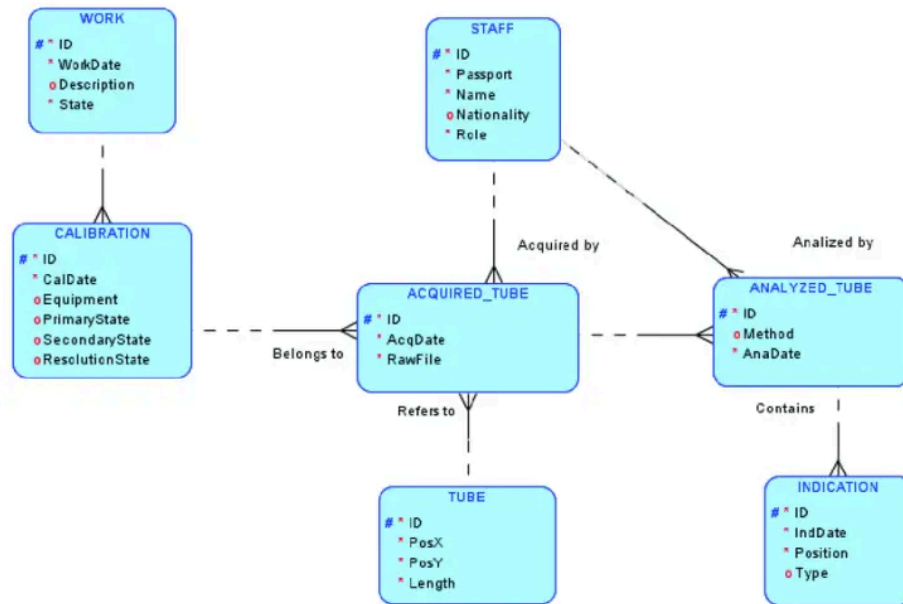 WORK
# * ID
* WorkDate
o Description
* State
STAFF
# * ID
* Passport
* Name
o Nationality
* Role
CALIBRATION
# * ID
* CalDate
o Equipment
o PrimaryState
o SecondaryState
o ResolutionState
Acquired by
Analized by
ACQUIRED_TUBE
# * ID
* AcqDate
* RawFile
ANALYZED_TUBE
# * ID
o Method
* AnaDate
Belongs to
Refers to
Contains
TUBE
# * ID
* PosX
* PosY
* Length
INDICATION
# * ID
* IndDate
* Position
o Type